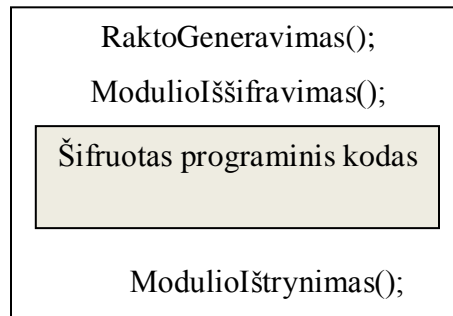 RaktoGeneravimas();
ModulioIššifravimas();
Šifruotas programinis kodas
ModulioIštrynimas();